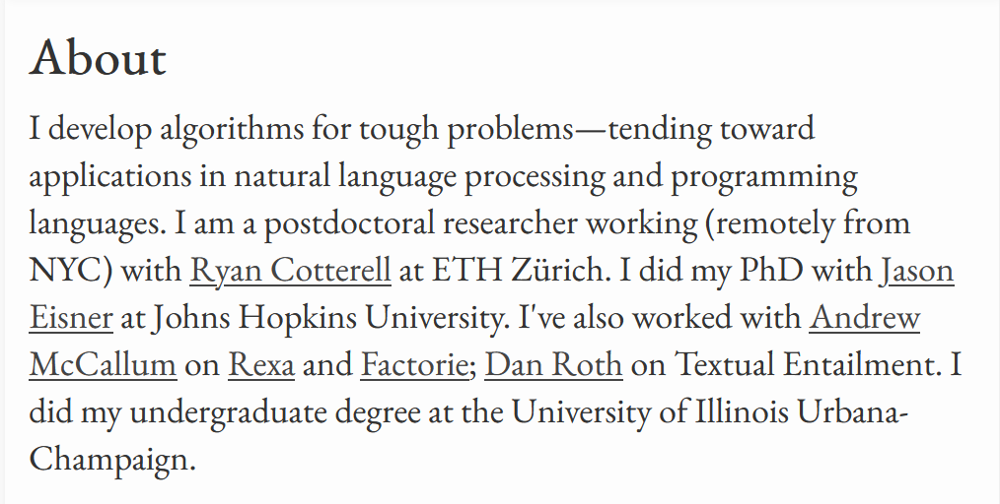 About
I develop algorithms for tough problems—tending toward
applications in natural language processing and programming
languages. I am a postdoctoral researcher working (remotely from
NYC) with Ryan Cotterell at ETH Zürich. I did my PhD with Jason
Eisner at Johns Hopkins University. I've also worked with Andrew
McCallum on Rexa and Factorie; Dan Roth on Textual Entailment. I
did my undergraduate degree at the University of Illinois Urbana-
Champaign.